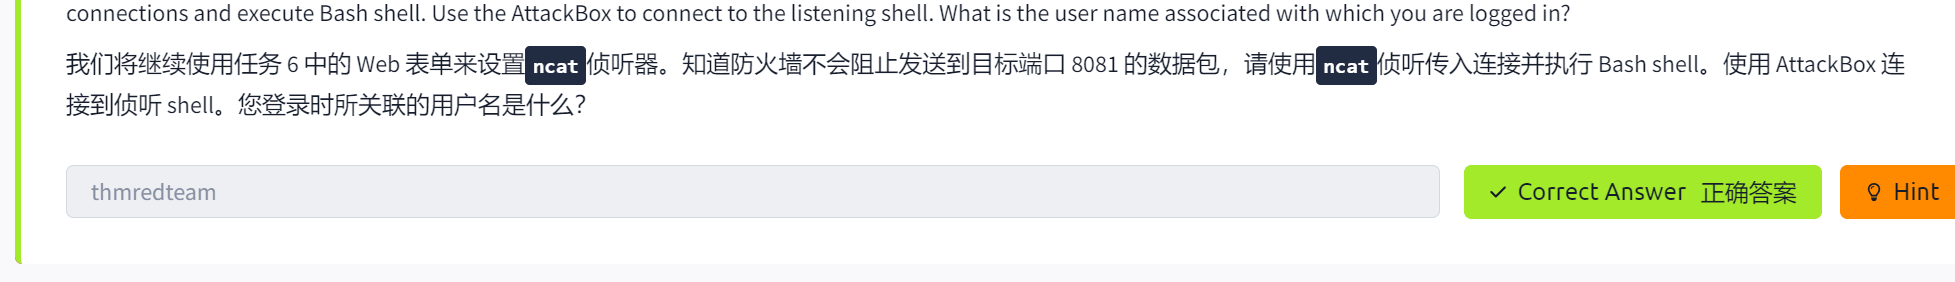 connections and execute Bash shell. Use the AttackBox to connect to the listening shell. What is the user name associated with which you are logged in?
我们将继续使用任务 6 中的 Web 表单来设置 ncat 侦听器。知道防火墙不会阻止发送到目标端口 8081 的数据包，请使用 ncat 侦听传入连接并执行 Bash shell。使用 AttackBox 连
接到侦听 shell。您登录时所关联的用户名是什么？
thmredteam
Correct Answer 正确答案
Hint